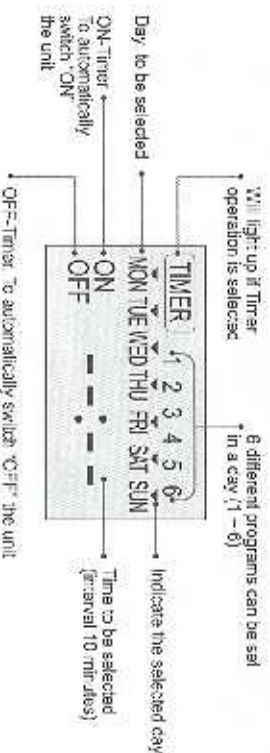 Will light up if Timer
operation is selected
6 different programs can be set
in a day (1 – 6)
Day to be selected
Indicate the selected day
TIMER 1 2 3 4 5 6
MON TUE WED THU FRI SAT SUN
ON
OFF
ON-Timer
To automatically
switch "ON"
the unit
Time to be selected
(interval 10 minutes)
OFF-Timer To automatically switch "OFF" the unit